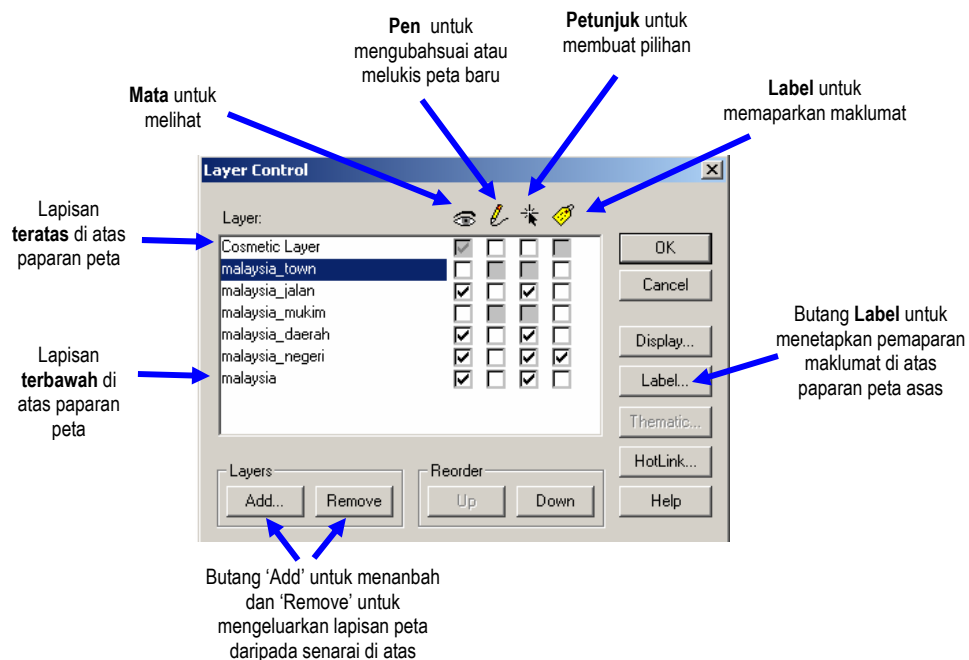 Pen untuk
mengubahsuai atau
melukis peta baru
Petunjuk untuk
membuat pilihan
Mata untuk
melihat
Label untuk
memaparkan maklumat
Layer Control
Lapisan
teratas di atas
paparan peta
Layer:
Cosmetic Layer
malaysia_town
malaysia_jalan
malaysia_mukim
malaysia_daerah
malaysia_negeri
malaysia
OK
Cancel
Display...
Label...
Thematic...
HotLink...
Help
Butang Label untuk
menetapkan pemaparan
maklumat di atas
paparan peta asas
Lapisan
terbawah di
atas paparan
peta
Layers
Add...
Remove
Reorder
Up
Down
Butang ‘Add’ untuk menanbah
dan ‘Remove’ untuk
mengeluarkan lapisan peta
daripada senarai di atas